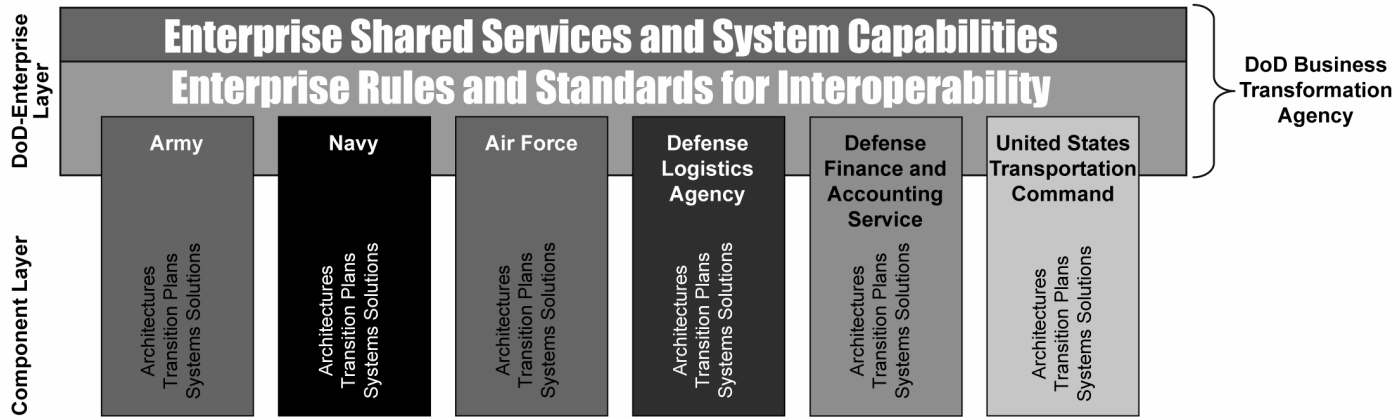 DoD-Enterprise
Layer
Enterprise Shared Services and System Capabilities
Enterprise Rules and Standards for Interoperability
DoD Business
Transformation
Agency
Component Layer
Army
Architectures
Transition Plans
Systems Solutions
Navy
Architectures
Transition Plans
Systems Solutions
Air Force
Architectures
Transition Plans
Systems Solutions
Defense
Logistics
Agency
Architectures
Transition Plans
Systems Solutions
Defense
Finance and
Accounting
Service
Architectures
Transition Plans
Systems Solutions
United States
Transportation
Command
Architectures
Transition Plans
Systems Solutions